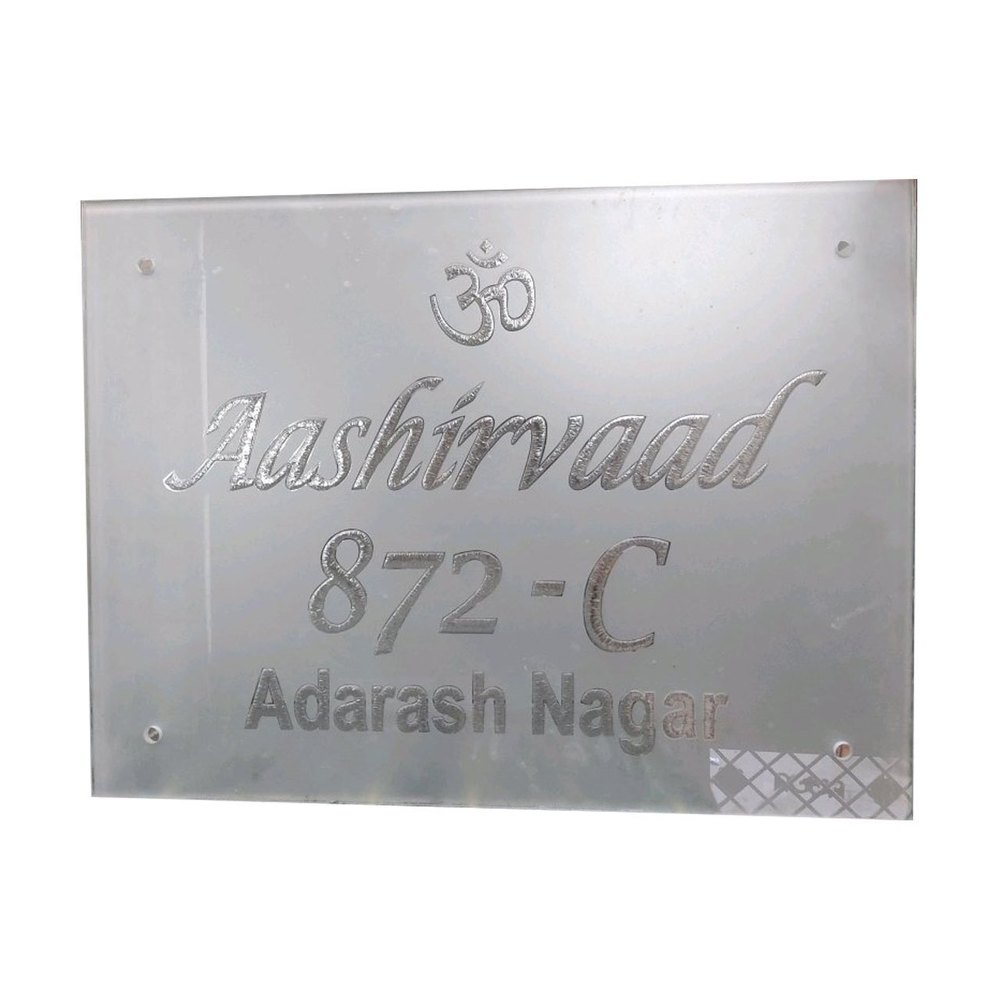 ॐ
Aashirvaad
872-C
Adarash Nagar